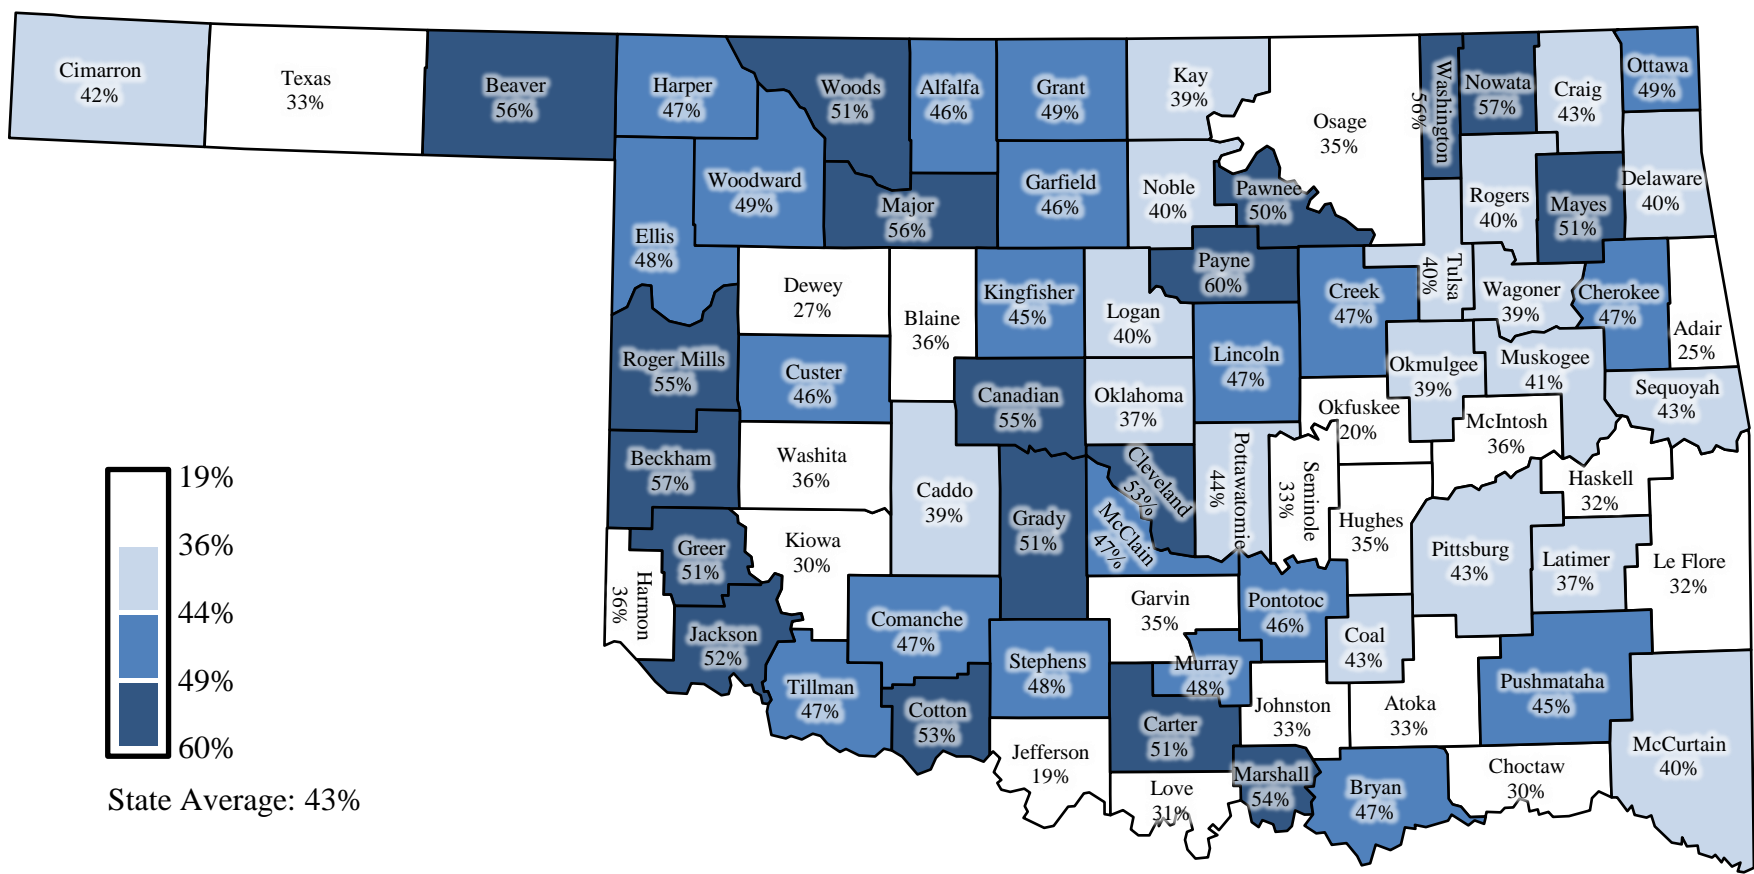 Cimarron
42%
Texas
33%
Beaver
56%
Harper
47%
Woods
51%
Alfalfa
46%
Grant
49%
Kay
39%
Osage
35%
Washington
56%
Nowata
57%
Craig
43%
Ottawa
49%
Woodward
49%
Major
56%
Garfield
46%
Noble
40%
Pawnee
50%
Rogers
40%
Mayes
51%
Delaware
40%
Ellis
48%
Dewey
27%
Blaine
36%
Kingfisher
45%
Logan
40%
Payne
60%
Creek
47%
Tulsa
40%
Wagoner
39%
Cherokee
47%
Adair
25%
Roger Mills
55%
Custer
46%
Canadian
55%
Oklahoma
37%
Lincoln
47%
Okmulgee
39%
Muskogee
41%
Sequoyah
43%
Okfuskee
20%
McIntosh
36%
Beckham
57%
Washita
36%
Caddo
39%
Grady
51%
Cleveland
53%
McClain
47%
Pottawatomie
44%
Seminole
33%
Hughes
35%
Haskell
32%
Pittsburg
43%
Latimer
37%
Le Flore
32%
Greer
51%
Kiowa
30%
Harmon
36%
Jackson
52%
Comanche
47%
Garvin
35%
Pontotoc
46%
Coal
43%
Stephens
48%
Murray
48%
Tillman
47%
Cotton
53%
Carter
51%
Johnston
33%
Atoka
33%
Pushmataha
45%
McCurtain
40%
Jefferson
19%
Love
31%
Marshall
54%
Bryan
47%
Choctaw
30%
19%
36%
44%
49%
60%
State Average: 43%